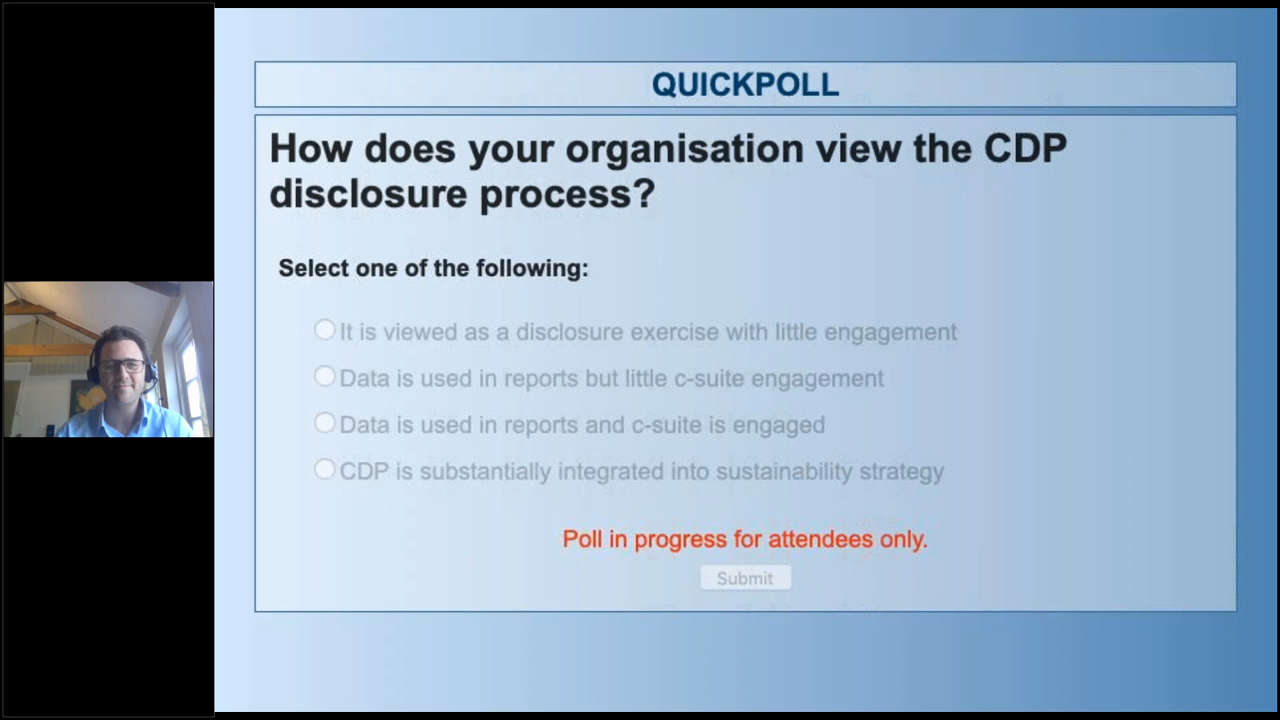 QUICKPOLL
How does your organisation view the CDP
disclosure process?
Select one of the following:
It is viewed as a disclosure exercise with little engagement
Data is used in reports but little c-suite engagement
Data is used in reports and c-suite is engaged
CDP is substantially integrated into sustainability strategy
Poll in progress for attendees only.
Submit